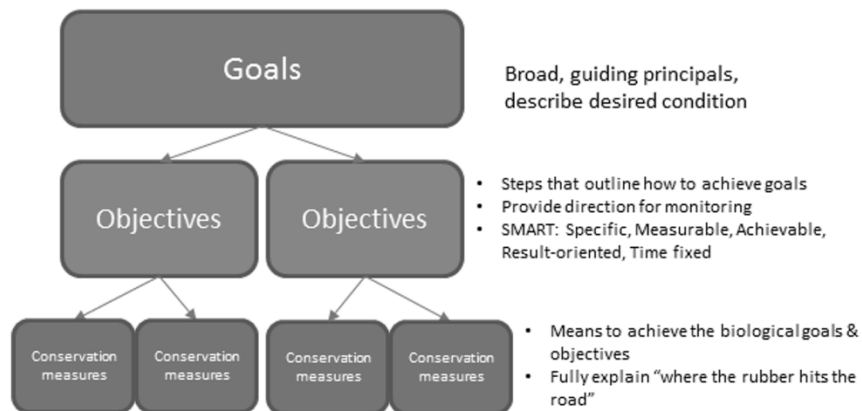 Goals
Broad, guiding principals,
describe desired condition
Objectives
Objectives
• Steps that outline how to achieve goals
• Provide direction for monitoring
• SMART: Specific, Measurable, Achievable,
Result-oriented, Time fixed
Conservation
measures
Conservation
measures
Conservation
measures
Conservation
measures
• Means to achieve the biological goals &
objectives
• Fully explain “where the rubber hits the
road”